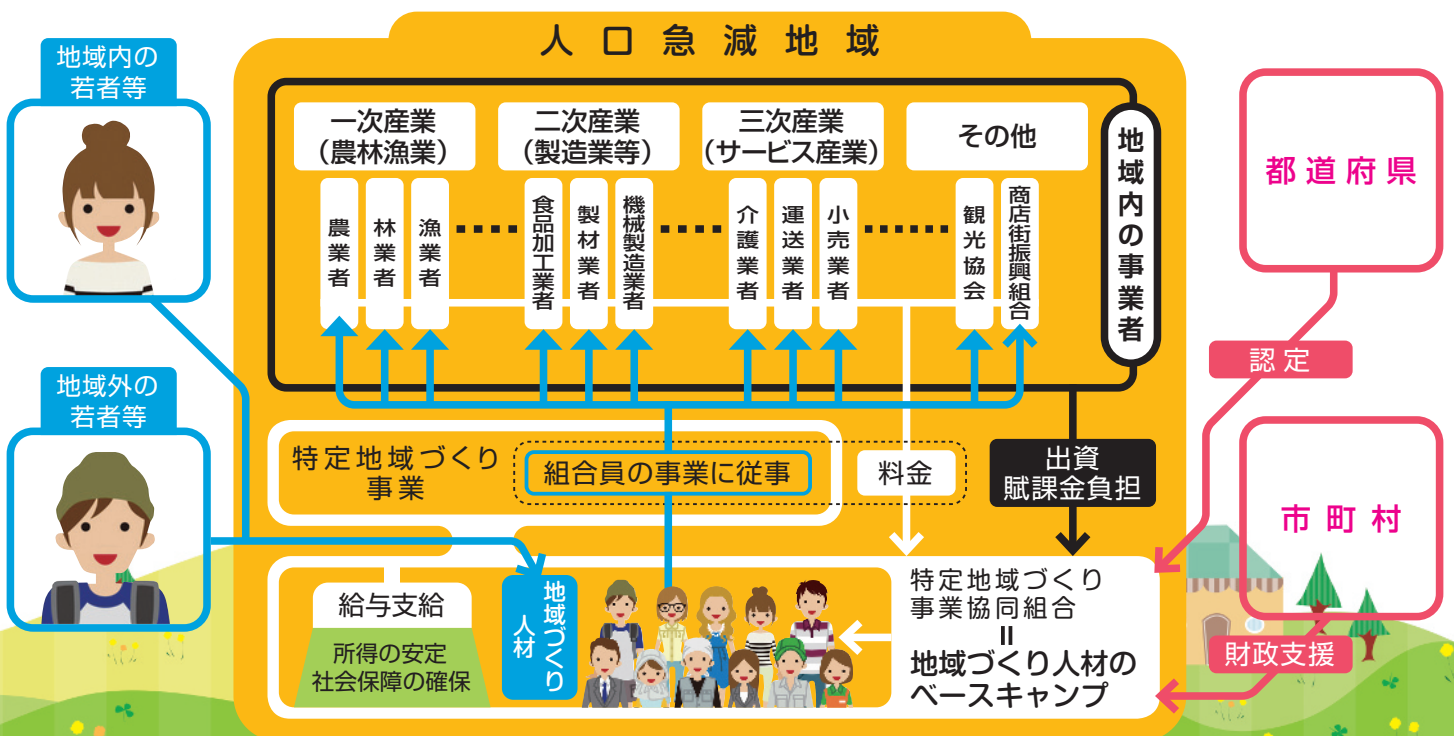 人口急減地域
地域内の
若者等
地域外の
若者等
一次産業
（農林漁業）
二次産業
（製造業等）
三次産業
（サービス産業）
その他
農業者
林業者
漁業者
食品加工業者
製材業者
機械製造業者
介護業者
運送業者
小売業者
観光協会
商店街振興組合
地域内の事業者
都道府県
認定
市町村
財政支援
特定地域づくり
事業
組合員の事業に従事
料金
出資
賦課金負担
給与支給
所得の安定
社会保障の確保
地域づくり
人材
特定地域づくり
事業協同組合
＝
地域づくり人材の
ベースキャンプ